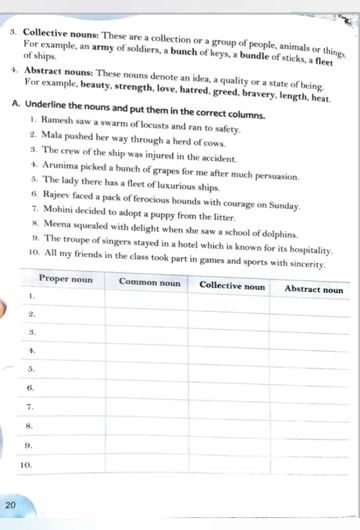 3. Collective nouns: These are a collection or a group of people, animals or things.
For example, an army of soldiers, a bunch of keys, a bundle of sticks, a fleet
of ships.
4. Abstract nouns: These nouns denote an idea, a quality or a state of being.
For example, beauty, strength, love, hatred, greed, bravery, length, heat.
A. Underline the nouns and put them in the correct columns.
1. Ramesh saw a swarm of locusts and ran to safety.
2. Mala pushed her way through a herd of cows.
3. The crew of the ship was injured in the accident.
4. Arunima picked a bunch of grapes for me after much persuasion.
5. The lady there has a fleet of luxurious ships.
6. Rajeev faced a pack of ferocious hounds with courage on Sunday.
7. Mohini decided to adopt a puppy from the litter.
8. Meena squealed with delight when she saw a school of dolphins.
9. The troupe of singers stayed in a hotel which is known for its hospitality.
10. All my friends in the class took part in games and sports with sincerity.
Proper noun Common noun Collective noun Abstract noun
1.
2.
3.
4.
5.
6.
7.
8.
9.
10.
20